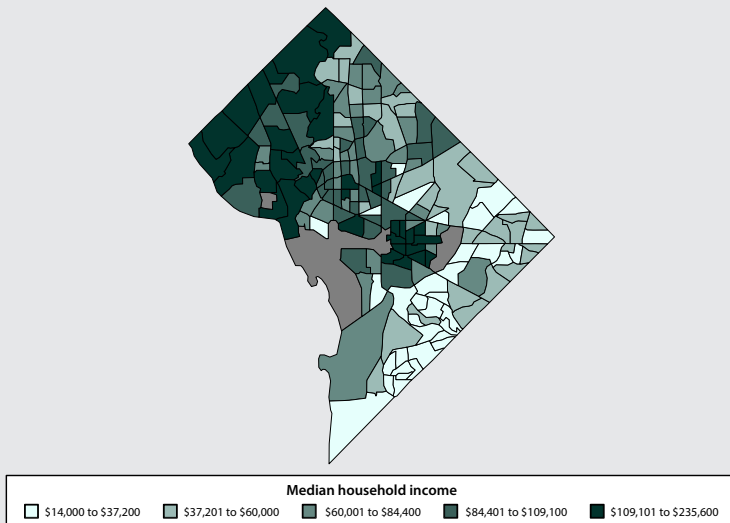 Median household income
$14,000 to $37,200
$37,201 to $60,000
$60,001 to $84,400
$84,401 to $109,100
$109,101 to $235,600